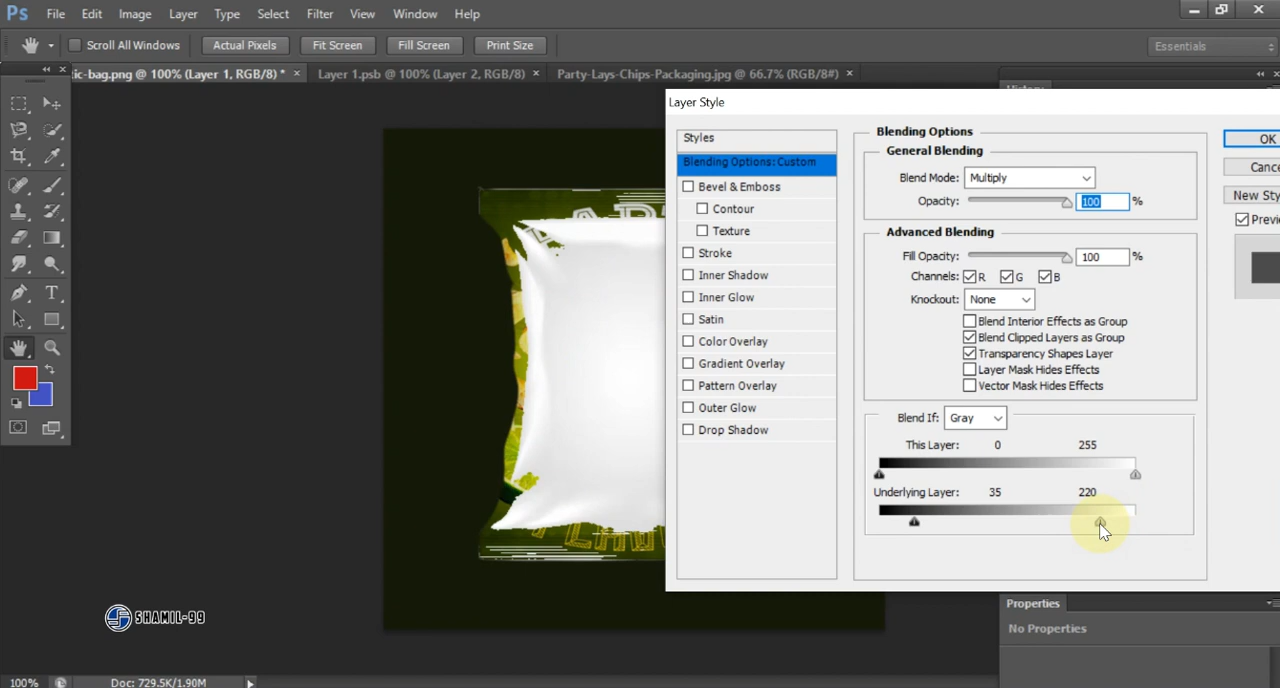 Ps File Edit Image Layer Type Select Filter View Window Help
Scroll All Windows Actual Pixels Fit Screen Fill Screen Print Size Essentials
ic-bag.png @ 100% (Layer 1, RGB/8) * × Layer 1.psb @ 100% (Layer 2, RGB/8) × Party-Lays-Chips-Packaging.jpg @ 66.7% (RGB/8#) ×
Layer Style
Styles
Blending Options: Custom
Bevel & Emboss
Contour
Texture
Stroke
Inner Shadow
Inner Glow
Satin
Color Overlay
Gradient Overlay
Pattern Overlay
Outer Glow
Drop Shadow
Blending Options
General Blending
Blend Mode: Multiply
Opacity: 100 %
Advanced Blending
Fill Opacity: 100 %
Channels: R G B
Knockout: None
Blend Interior Effects as Group
Blend Clipped Layers as Group
Transparency Shapes Layer
Layer Mask Hides Effects
Vector Mask Hides Effects
Blend If: Gray
This Layer: 0 255
Underlying Layer: 35 220
OK
Cance
New Sty
Previ
SHAMIL-99
Properties
No Properties
100% Doc: 729.5K/1.90M